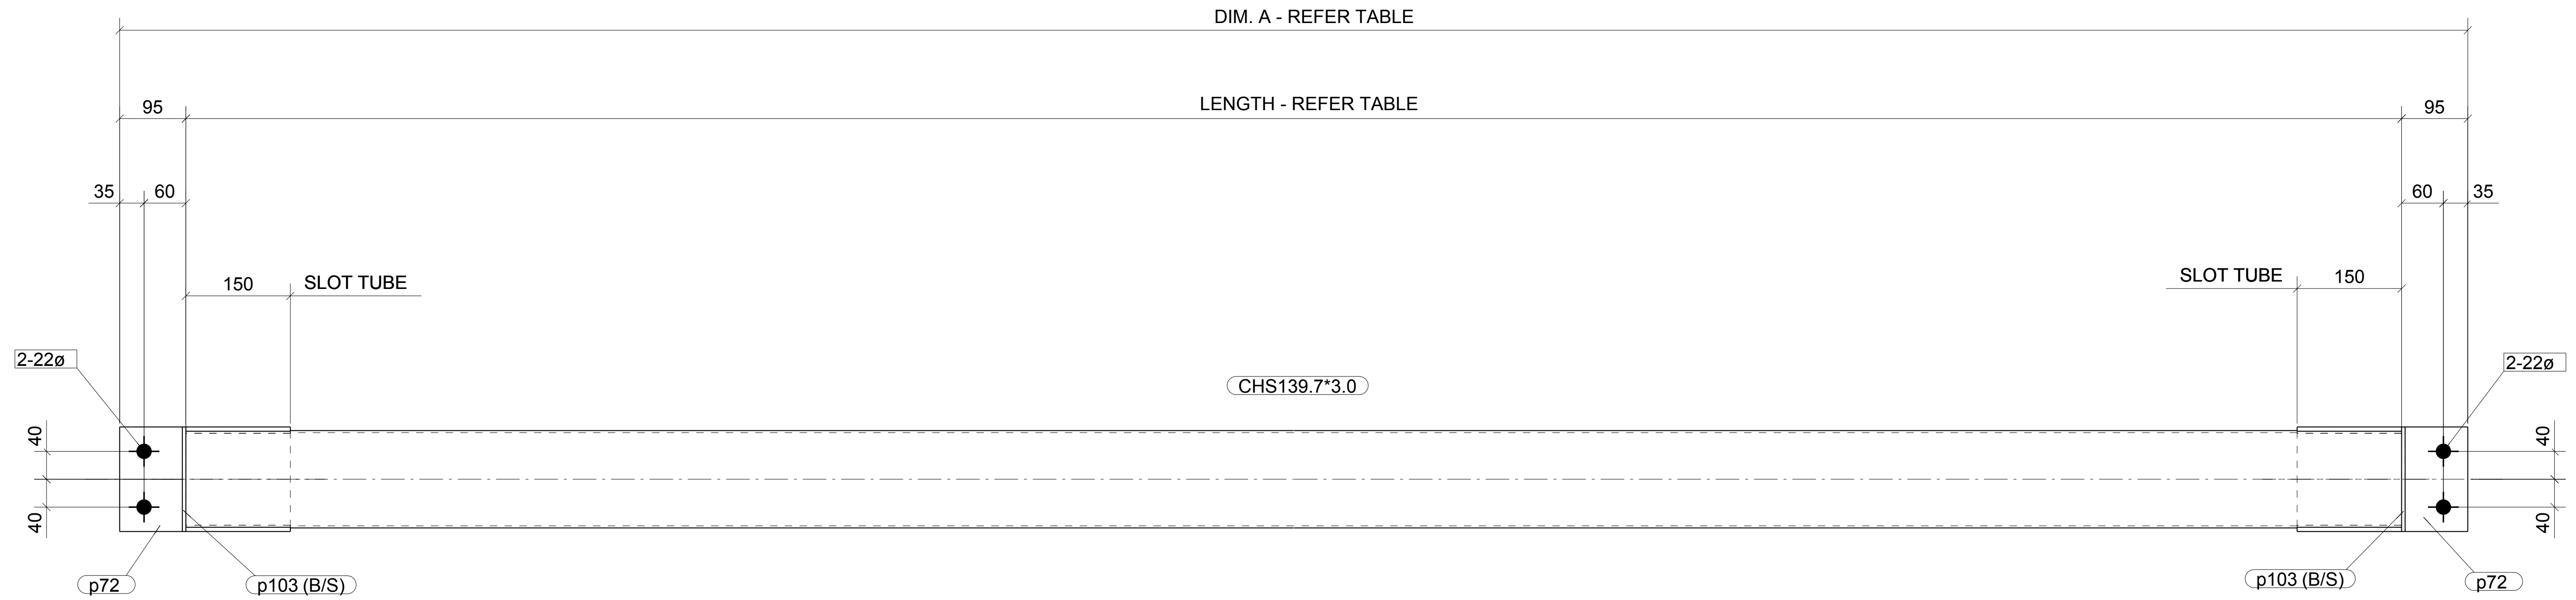 DIM. A - REFER TABLE
95
LENGTH - REFER TABLE
95
35
60
60
35
150
SLOT TUBE
SLOT TUBE
150
2-22ø
2-22ø
CHS139.7*3.0
40
40
40
40
p72
p103 (B/S)
p103 (B/S)
p72